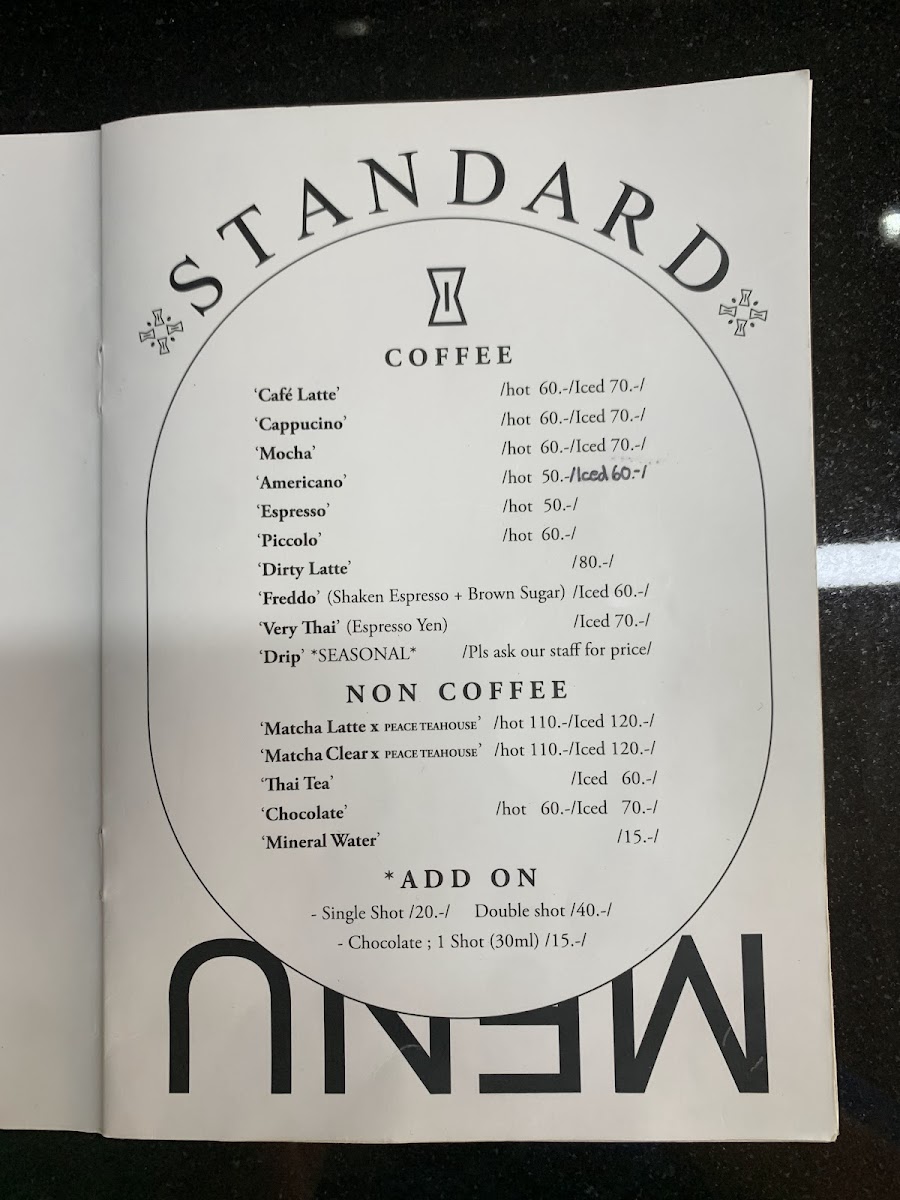 STANDARD
COFFEE
‘Café Latte’ /hot 60.-/Iced 70.-/
‘Cappucino’ /hot 60.-/Iced 70.-/
‘Mocha’ /hot 60.-/Iced 70.-/
‘Americano’ /hot 50.-/Iced 60.-/
‘Espresso’ /hot 50.-/
‘Piccolo’ /hot 60.-/
‘Dirty Latte’ /80.-/
‘Freddo’ (Shaken Espresso + Brown Sugar) /Iced 60.-/
‘Very Thai’ (Espresso Yen) /Iced 70.-/
‘Drip’ *SEASONAL* /Pls ask our staff for price/
NON COFFEE
‘Matcha Latte x PEACE TEAHOUSE’ /hot 110.-/Iced 120.-/
‘Matcha Clear x PEACE TEAHOUSE’ /hot 110.-/Iced 120.-/
‘Thai Tea’ /Iced 60.-/
‘Chocolate’ /hot 60.-/Iced 70.-/
‘Mineral Water’ /15.-/
*ADD ON
- Single Shot /20.-/ Double shot /40.-/
- Chocolate ; 1 Shot (30ml) /15.-/
MENU